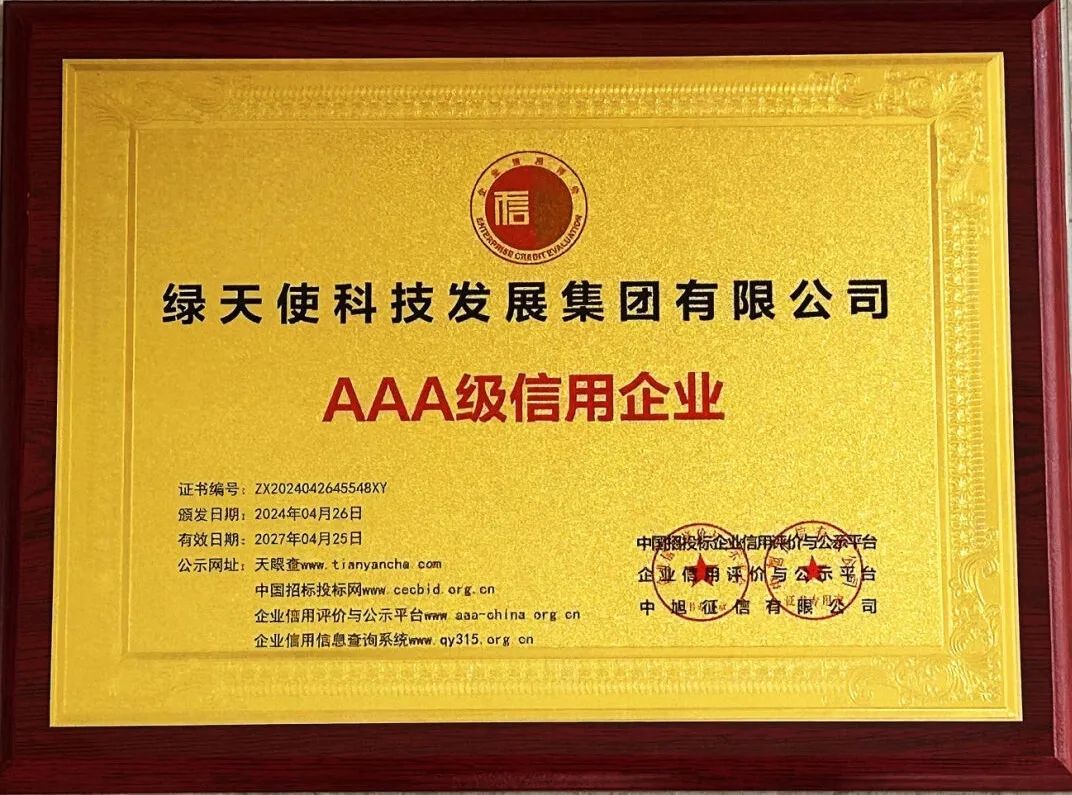 企业信用评价
信
ENTERPRISE CREDIT EVALUATION
绿天使科技发展集团有限公司
AAA级信用企业
证书编号：ZX2024042645548XY
颁发日期：2024年04月26日
有效日期：2027年04月25日
公示网址：天眼查www.tianyancha.com
中国招标投标网www.cecbid.org.cn
企业信用评价与公示平台www.aaa-china.org.cn
企业信用信息查询系统www.qy315.org.cn
中国招投标企业信用评价与公示平台
企业信用评价与公示平台
中旭征信有限公司
证书专用章